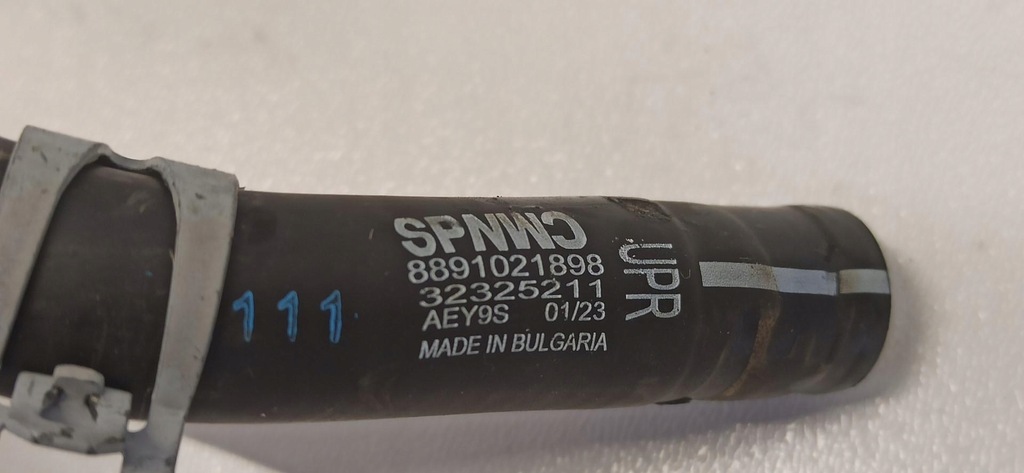 111
SPNWC
8891021898
32325211
AEY9S 01/23
MADE IN BULGARIA
UPR